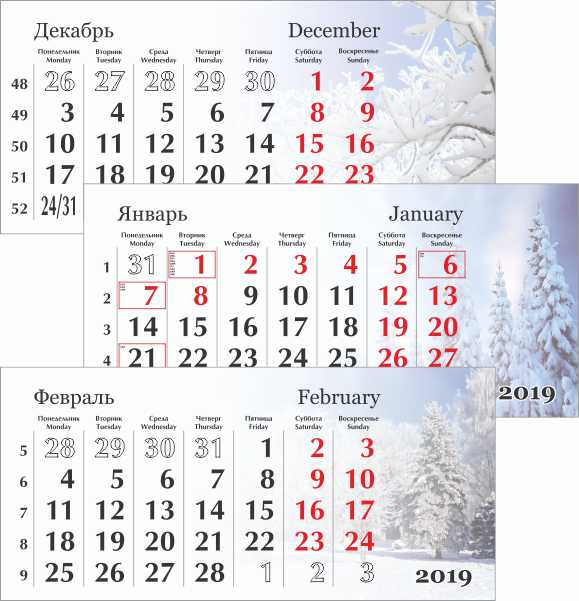 Декабрь December
Понедельник Вторник Среда Четверг Пятница Суббота Воскресенье
Monday Tuesday Wednesday Thursday Friday Saturday Sunday
48 26 27 28 29 30 1 2
49 3 4 5 6 7 8 9
50 10 11 12 13 14 15 16
51 17 18 19 20 21 22 23
52 24/31
Январь January
Понедельник Вторник Среда Четверг Пятница Суббота Воскресенье
Monday Tuesday Wednesday Thursday Friday Saturday Sunday
1 31 1 2 3 4 5 6
2 7 8 9 10 11 12 13
3 14 15 16 17 18 19 20
4 21 22 23 24 25 26 27
2019
Февраль February
Понедельник Вторник Среда Четверг Пятница Суббота Воскресенье
Monday Tuesday Wednesday Thursday Friday Saturday Sunday
5 28 29 30 31 1 2 3
6 4 5 6 7 8 9 10
7 11 12 13 14 15 16 17
8 18 19 20 21 22 23 24
9 25 26 27 28 1 2 3
2019